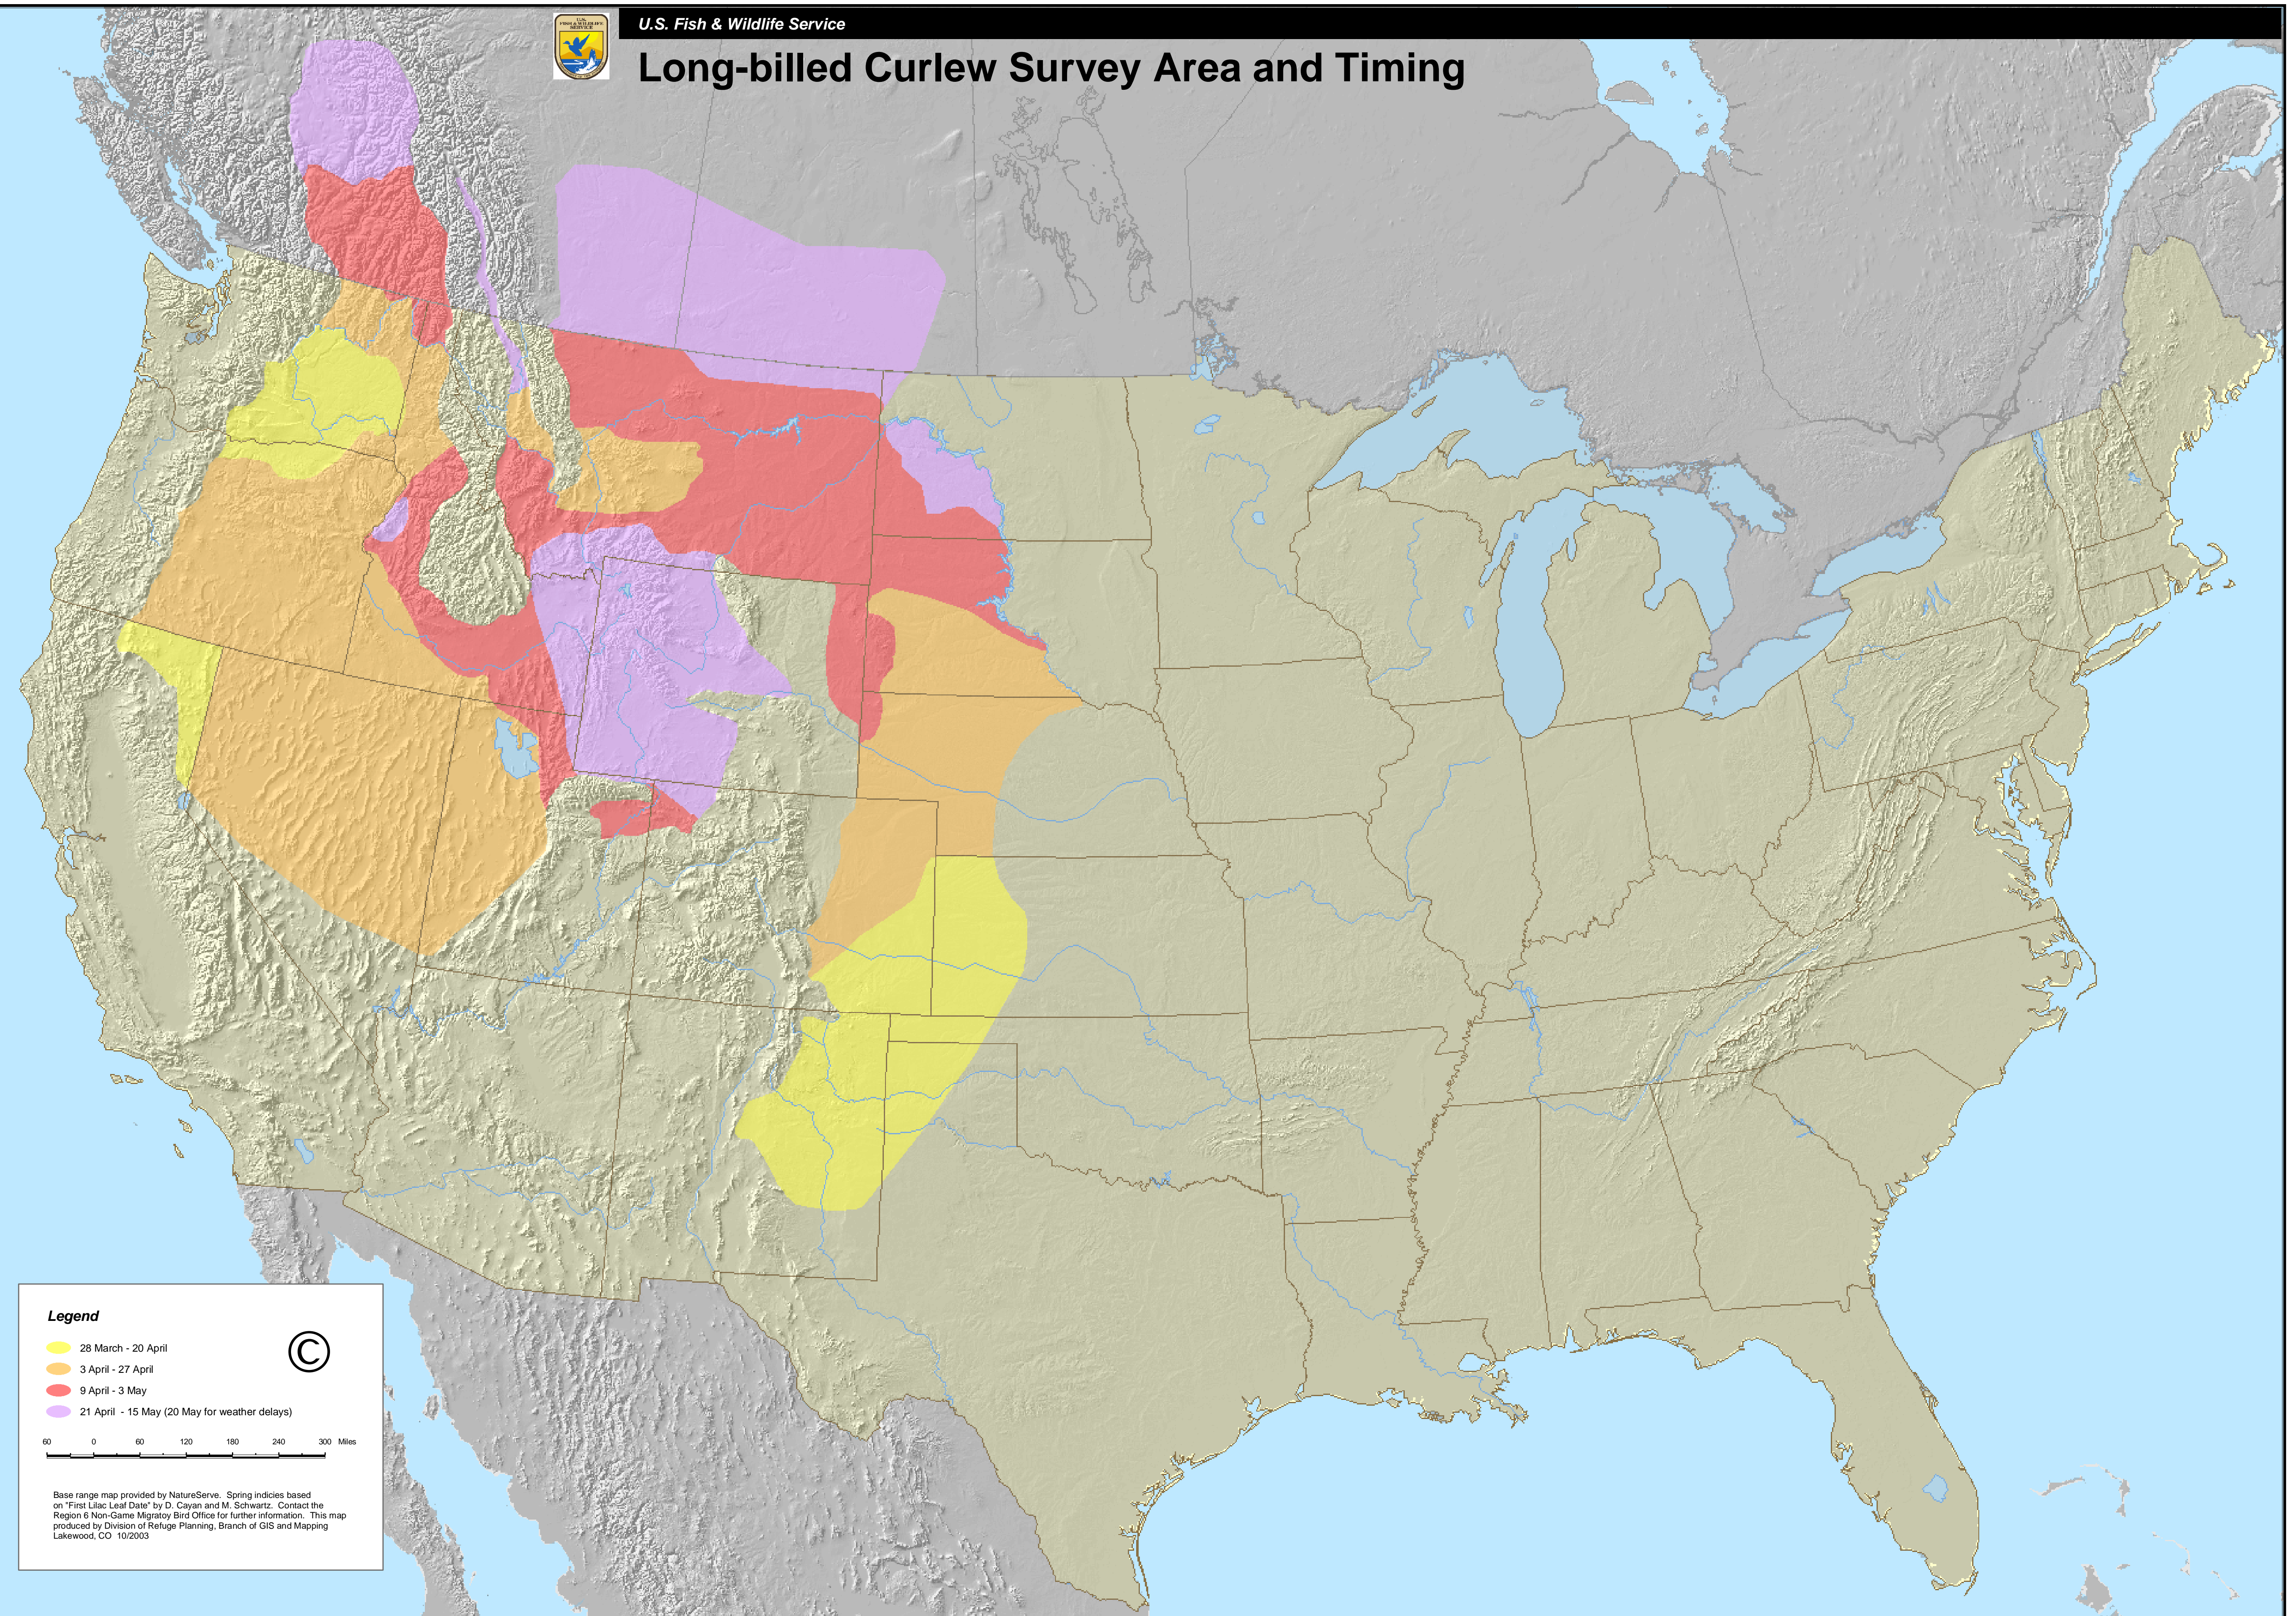 U.S.
FISH & WILDLIFE
SERVICE
U.S. Fish & Wildlife Service
Long-billed Curlew Survey Area and Timing
Legend
©
28 March - 20 April
3 April - 27 April
9 April - 3 May
21 April - 15 May (20 May for weather delays)
60 0 60 120 180 240 300 Miles
Base range map provided by NatureServe. Spring indicies based
on "First Lilac Leaf Date" by D. Cayan and M. Schwartz. Contact the
Region 6 Non-Game Migratoy Bird Office for further information. This map
produced by Division of Refuge Planning, Branch of GIS and Mapping
Lakewood, CO 10/2003